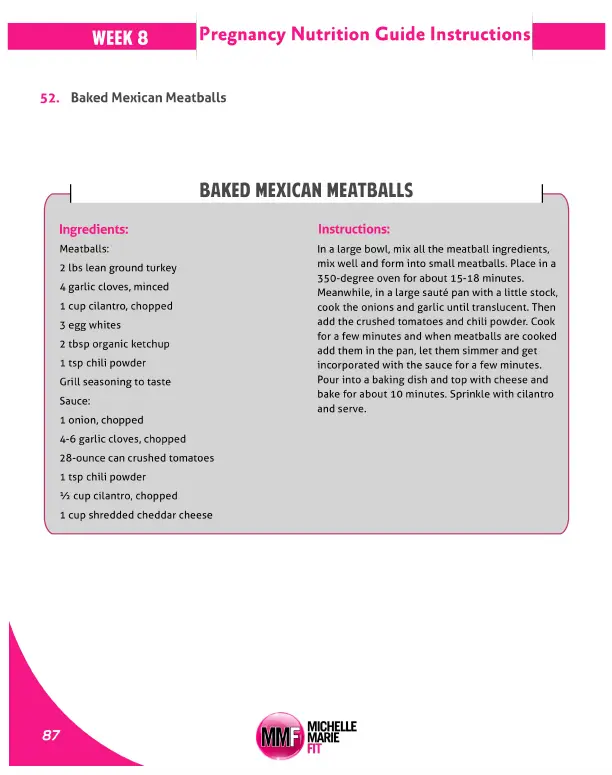 WEEK 8
Pregnancy Nutrition Guide Instructions
52. Baked Mexican Meatballs
BAKED MEXICAN MEATBALLS
Ingredients:
Meatballs:
2 lbs lean ground turkey
4 garlic cloves, minced
1 cup cilantro, chopped
3 egg whites
2 tbsp organic ketchup
1 tsp chili powder
Grill seasoning to taste
Sauce:
1 onion, chopped
4-6 garlic cloves, chopped
28-ounce can crushed tomatoes
1 tsp chili powder
½ cup cilantro, chopped
1 cup shredded cheddar cheese
Instructions:
In a large bowl, mix all the meatball ingredients,
mix well and form into small meatballs. Place in a
350-degree oven for about 15-18 minutes.
Meanwhile, in a large sauté pan with a little stock,
cook the onions and garlic until translucent. Then
add the crushed tomatoes and chili powder. Cook
for a few minutes and when meatballs are cooked
add them in the pan, let them simmer and get
incorporated with the sauce for a few minutes.
Pour into a baking dish and top with cheese and
bake for about 10 minutes. Sprinkle with cilantro
and serve.
87
MMF
MICHELLE
MARIE
FIT